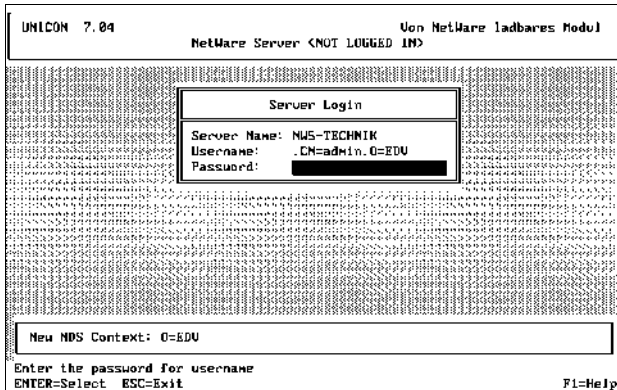 UNICON 7.04 Von NetWare ladbares Modul
NetWare Server <NOT LOGGED IN>
Server Login
Server Name: NW5-TECHNIK
Username: .CN=admin.O=EDV
Password:
New NDS Context: O=EDV
Enter the password for username
ENTER=Select ESC=Exit F1=Help